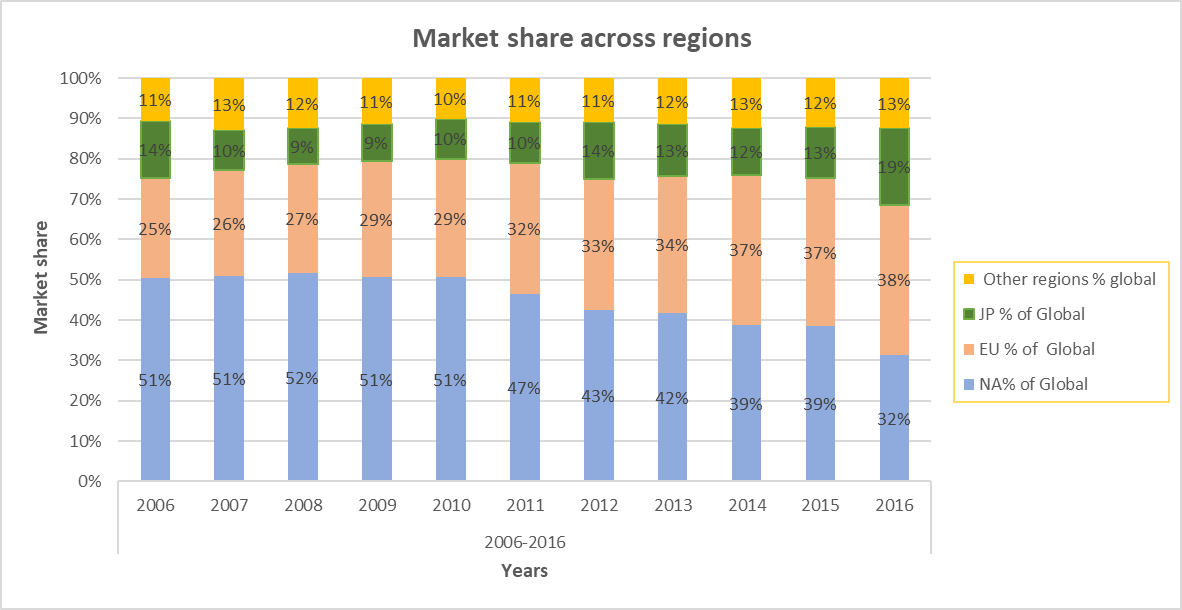 Market share across regions
Market share
100%
90%
80%
70%
60%
50%
40%
30%
20%
10%
0%
11% 13% 12% 11% 10% 11% 11% 12% 13% 12% 13%
14% 10% 9% 9% 10% 10% 14% 13% 12% 13% 19%
25% 26% 27% 29% 29% 32% 33% 34% 37% 37% 38%
51% 51% 52% 51% 51% 47% 43% 42% 39% 39% 32%
2006 2007 2008 2009 2010 2011 2012 2013 2014 2015 2016
2006-2016
Years
Other regions % global
JP % of Global
EU % of  Global
NA% of Global